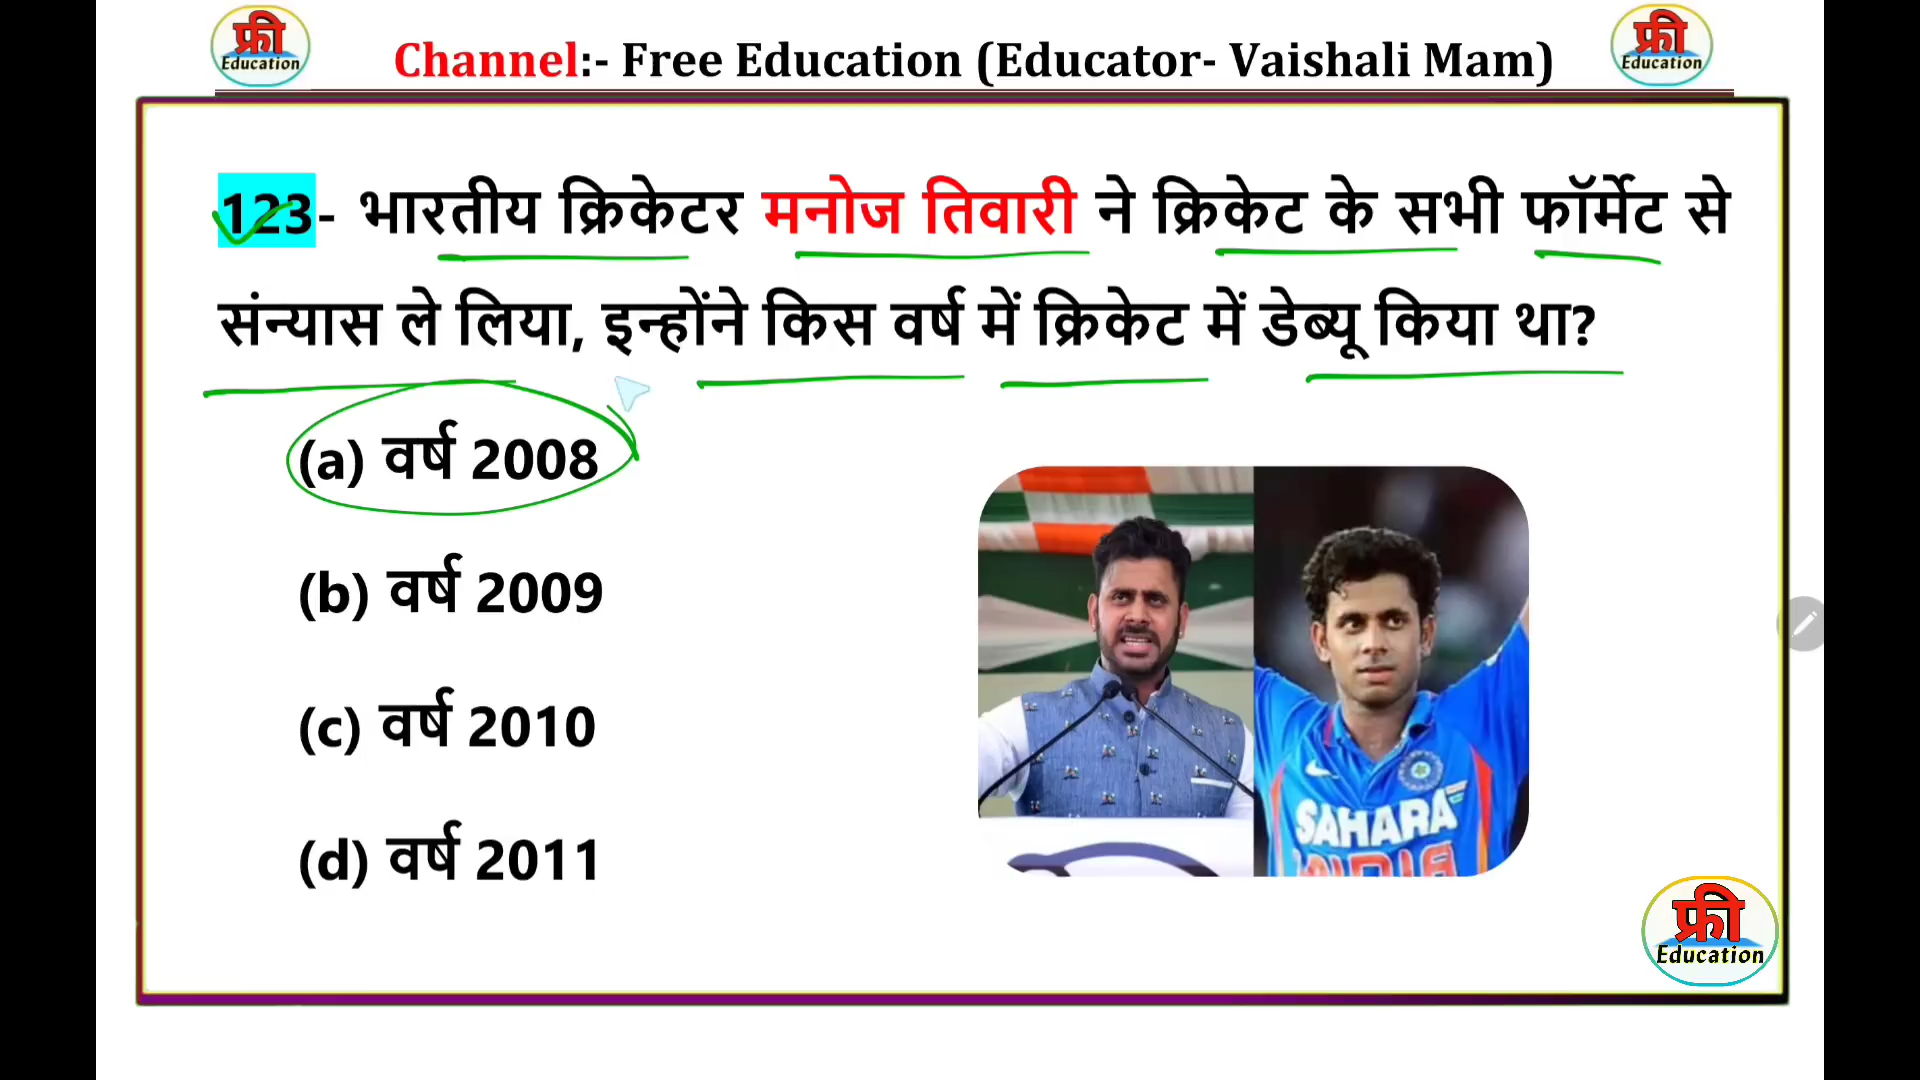 फ्री
Education
Channel:- Free Education (Educator- Vaishali Mam)
फ्री
Education
123- भारतीय क्रिकेटर मनोज तिवारी ने क्रिकेट के सभी फॉर्मेट से
संन्यास ले लिया, इन्होंने किस वर्ष में क्रिकेट में डेब्यू किया था?
(a) वर्ष 2008
(b) वर्ष 2009
(c) वर्ष 2010
(d) वर्ष 2011
SAHARA
फ्री
Education